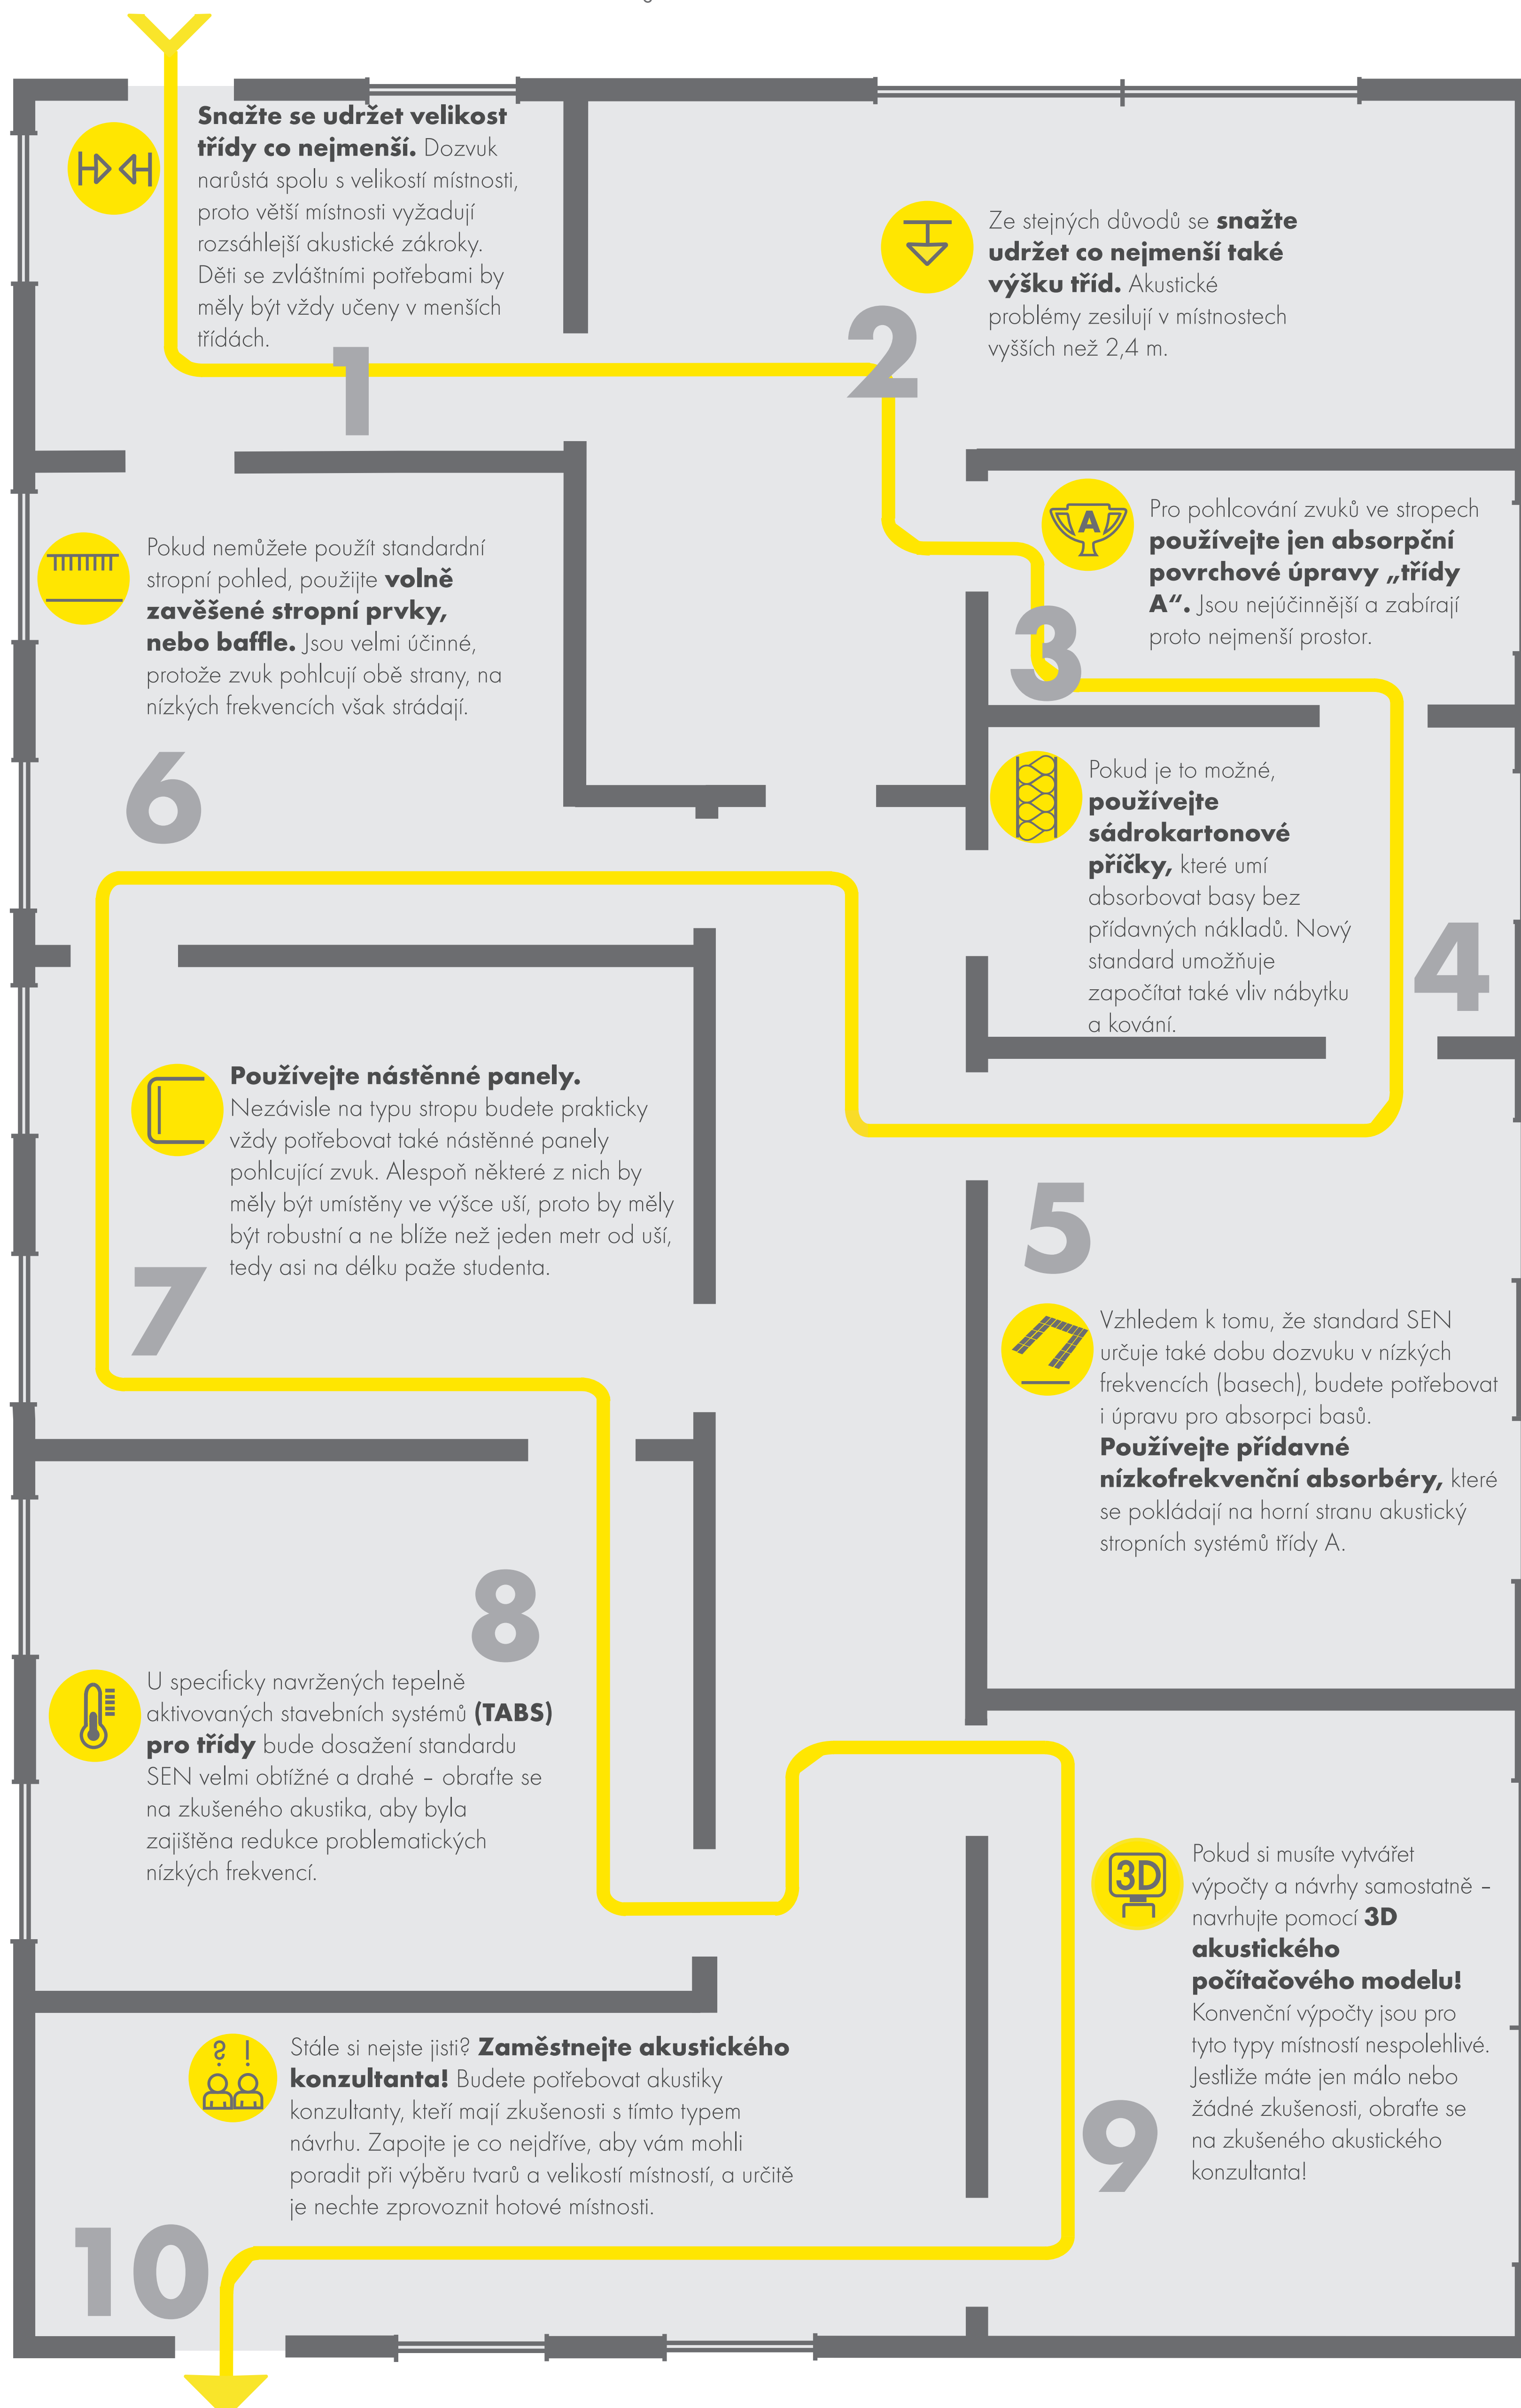 Snažte se udržet velikost
třídy co nejmenší. Dozvuk
narůstá spolu s velikostí místnosti,
proto větší místnosti vyžadují
rozsáhlejší akustické zákroky.
Děti se zvláštními potřebami by
měly být vždy učeny v menších
třídách.
1
Ze stejných důvodů se snažte
udržet co nejmenší také
výšku tříd. Akustické
problémy zesilují v místnostech
vyšších než 2,4 m.
2
A
Pro pohlcování zvuků ve stropech
používejte jen absorpční
povrchové úpravy „třídy
A“. Jsou nejúčinnější a zabírají
proto nejmenší prostor.
3
Pokud je to možné,
používejte
sádrokartonové
příčky, které umí
absorbovat basy bez
přídavných nákladů. Nový
standard umožňuje
započítat také vliv nábytku
a kování.
4
5
Vzhledem k tomu, že standard SEN
určuje také dobu dozvuku v nízkých
frekvencích (basech), budete potřebovat
i úpravu pro absorpci basů.
Používejte přídavné
nízkofrekvenční absorbéry, které
se pokládají na horní stranu akustický
stropních systémů třídy A.
Pokud nemůžete použít standardní
stropní pohled, použijte volně
zavěšené stropní prvky,
nebo baffle. Jsou velmi účinné,
protože zvuk pohlcují obě strany, na
nízkých frekvencích však strádají.
6
Používejte nástěnné panely.
Nezávisle na typu stropu budete prakticky
vždy potřebovat také nástěnné panely
pohlcující zvuk. Alespoň některé z nich by
měly být umístěny ve výšce uší, proto by měly
být robustní a ne blíže než jeden metr od uší,
tedy asi na délku paže studenta.
7
8
U specificky navržených tepelně
aktivovaných stavebních systémů (TABS)
pro třídy bude dosažení standardu
SEN velmi obtížné a drahé – obraťte se
na zkušeného akustika, aby byla
zajištěna redukce problematických
nízkých frekvencí.
3D
Pokud si musíte vytvářet
výpočty a návrhy samostatně –
navrhujte pomocí 3D
akustického
počítačového modelu!
Konvenční výpočty jsou pro
tyto typy místností nespolehlivé.
Jestliže máte jen málo nebo
žádné zkušenosti, obraťte se
na zkušeného akustického
konzultanta!
9
? !
Stále si nejste jisti? Zaměstnejte akustického
konzultanta! Budete potřebovat akustiky
konzultanty, kteří mají zkušenosti s tímto typem
návrhu. Zapojte je co nejdříve, aby vám mohli
poradit při výběru tvarů a velikostí místností, a určitě
je nechte zprovoznit hotové místnosti.
10